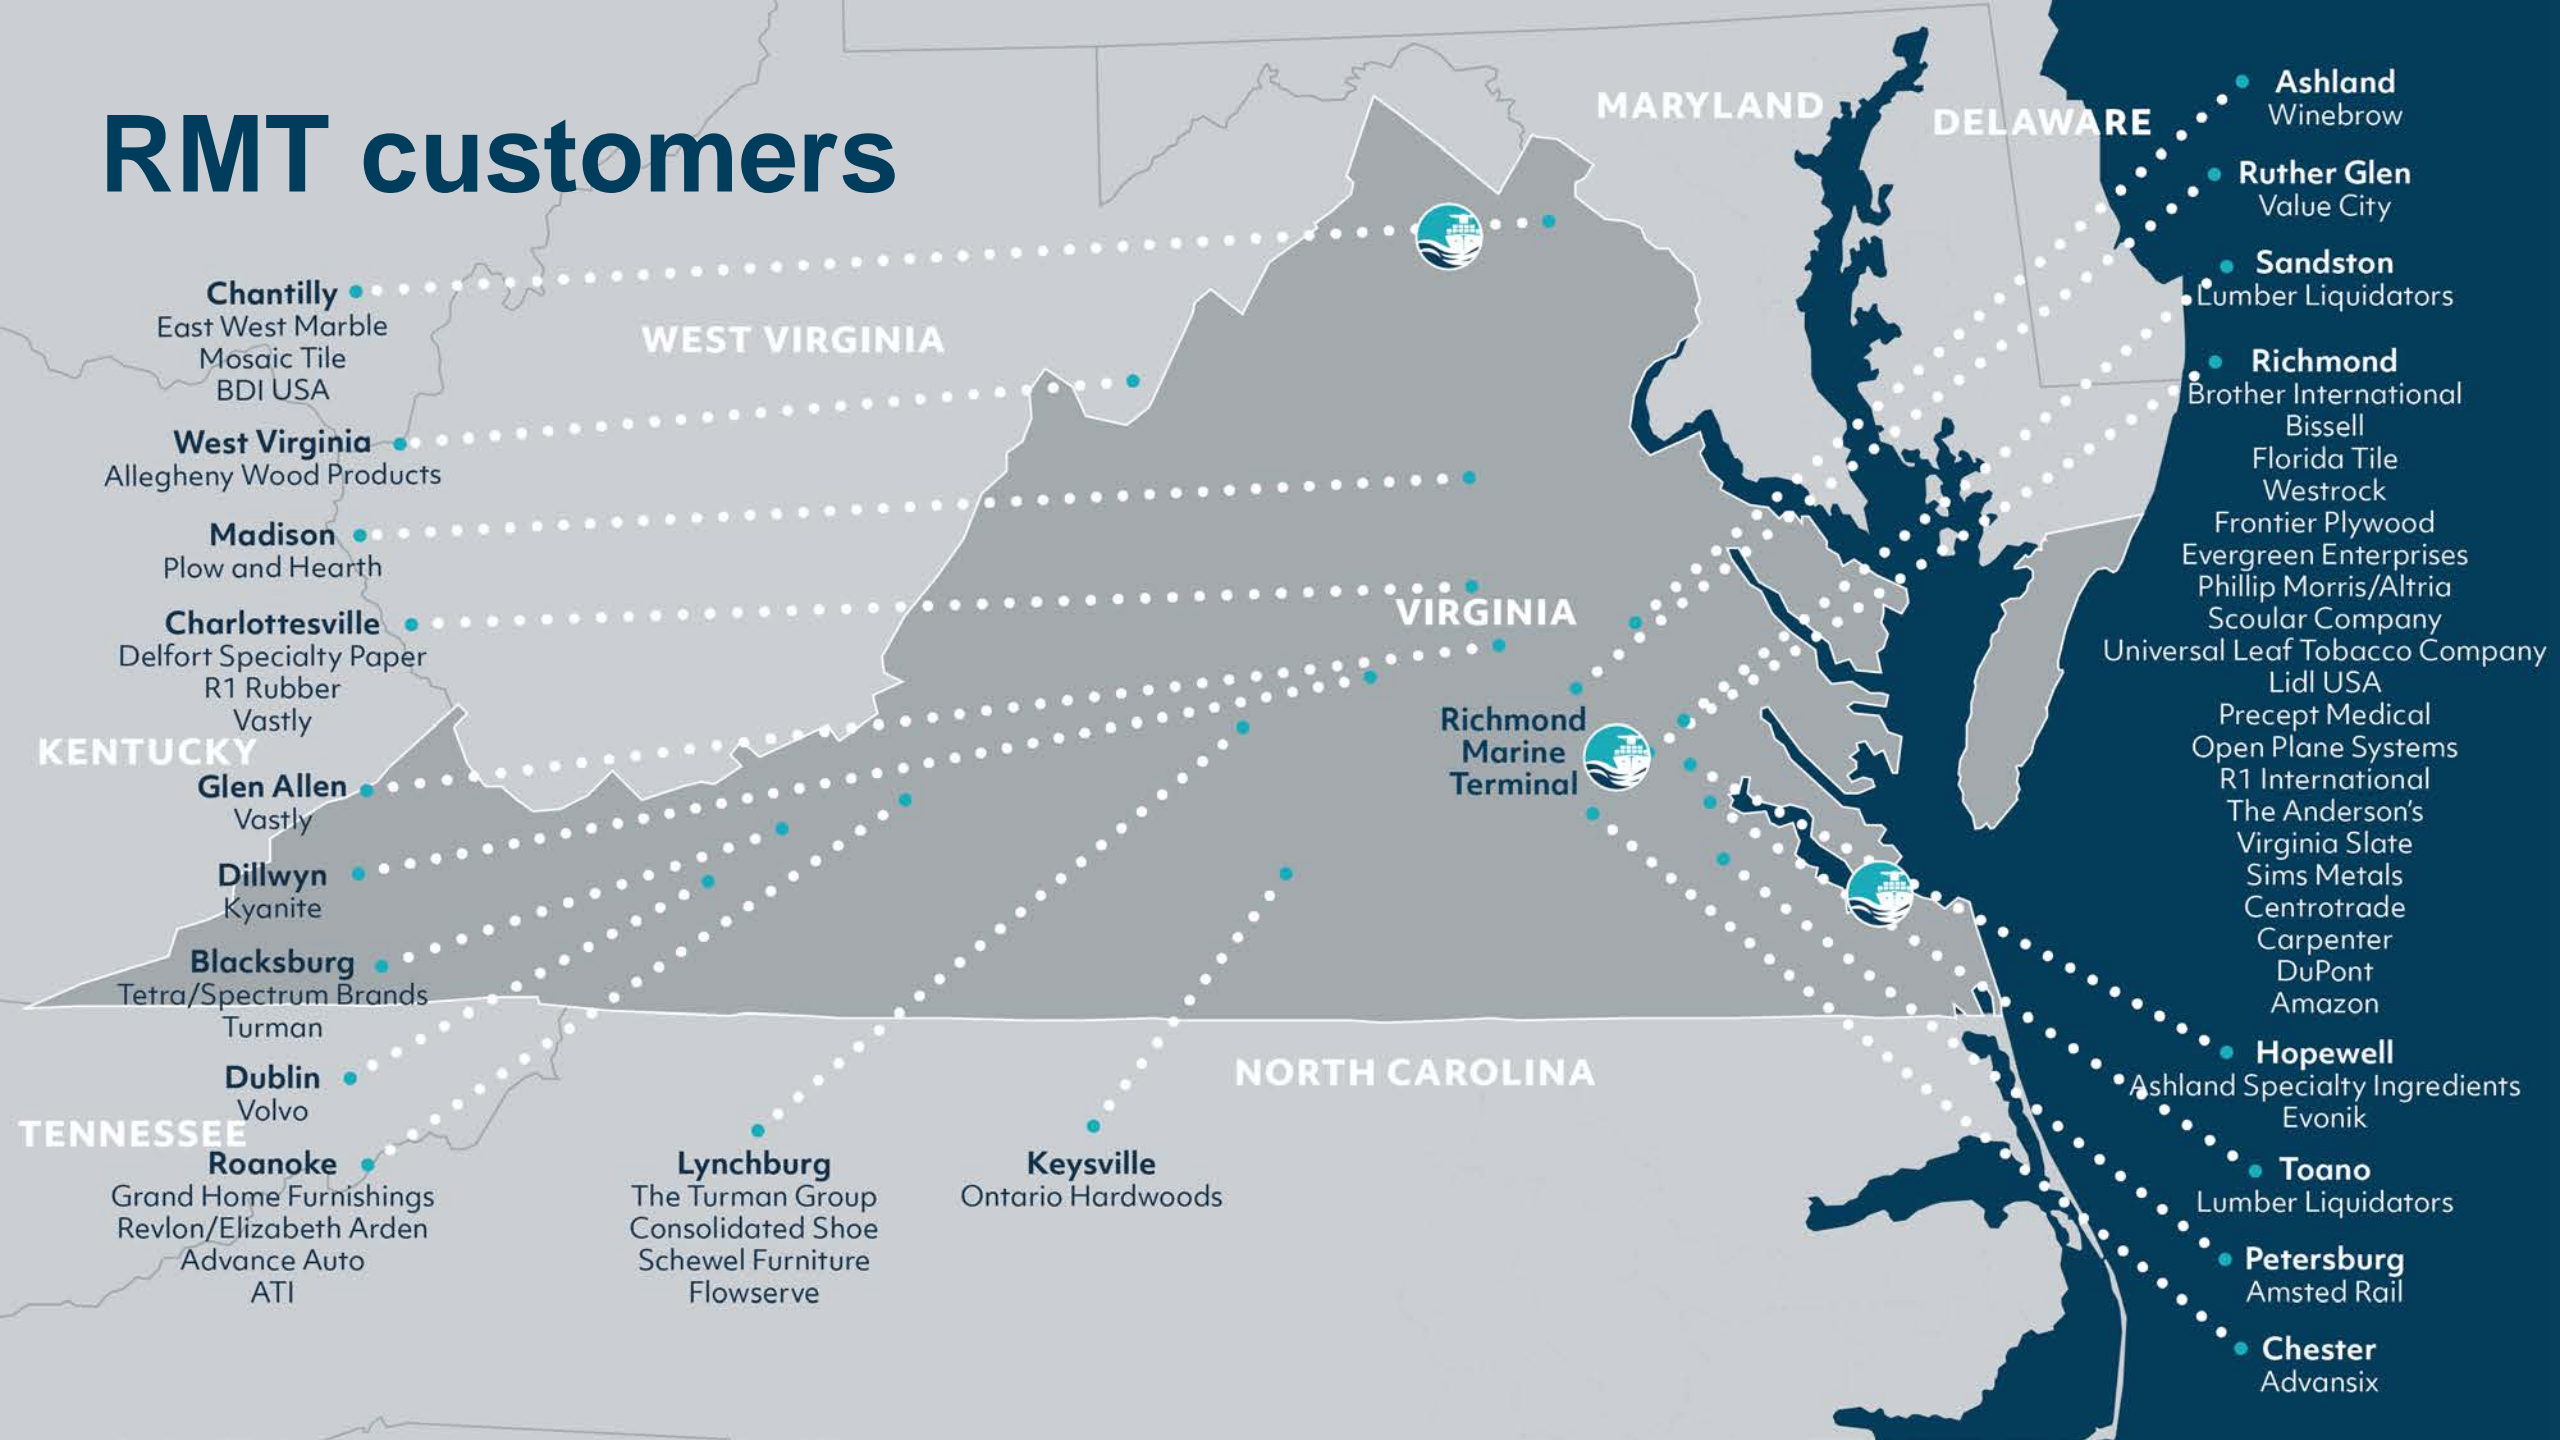 RMT customers
MARYLAND
DELAWARE
WEST VIRGINIA
VIRGINIA
KENTUCKY
TENNESSEE
NORTH CAROLINA
Richmond
Marine
Terminal
Chantilly
East West Marble
Mosaic Tile
BDI USA
West Virginia
Allegheny Wood Products
Madison
Plow and Hearth
Charlottesville
Delfort Specialty Paper
R1 Rubber
Vastly
Glen Allen
Vastly
Dillwyn
Kyanite
Blacksburg
Tetra/Spectrum Brands
Turman
Dublin
Volvo
Roanoke
Grand Home Furnishings
Revlon/Elizabeth Arden
Advance Auto
ATI
Lynchburg
The Turman Group
Consolidated Shoe
Schewel Furniture
Flowserve
Keysville
Ontario Hardwoods
Ashland
Winebrow
Ruther Glen
Value City
Sandston
Lumber Liquidators
Richmond
Brother International
Bissell
Florida Tile
Westrock
Frontier Plywood
Evergreen Enterprises
Phillip Morris/Altria
Scoular Company
Universal Leaf Tobacco Company
Lidl USA
Precept Medical
Open Plane Systems
R1 International
The Anderson's
Virginia Slate
Sims Metals
Centrotrade
Carpenter
DuPont
Amazon
Hopewell
Ashland Specialty Ingredients
Evonik
Toano
Lumber Liquidators
Petersburg
Amsted Rail
Chester
Advansix